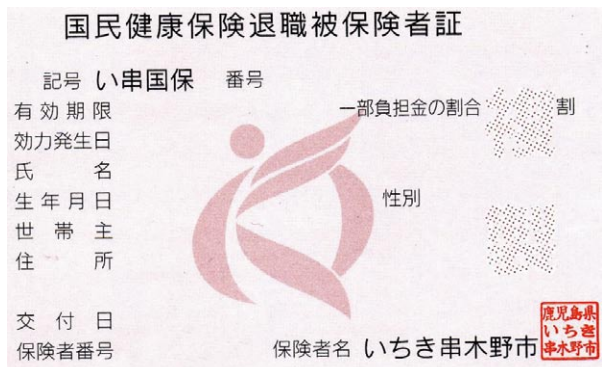 国民健康保険退職被保険者証
記号 い串国保 番号
有効期限 一部負担金の割合 割
効力発生日
氏名
生年月日 性別
世帯主
住所
交付日
保険者番号 保険者名 いちき串木野市
鹿児島県
いちき
串木野市